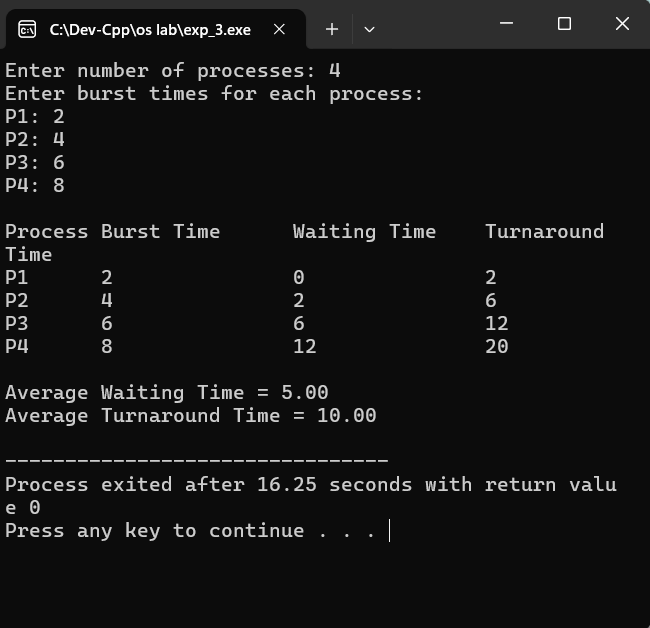 C:\Dev-Cpp\os lab\exp_3.exe
Enter number of processes: 4
Enter burst times for each process:
P1: 2
P2: 4
P3: 6
P4: 8
Process Burst Time Waiting Time Turnaround
Time
P1 2 0 2
P2 4 2 6
P3 6 6 12
P4 8 12 20
Average Waiting Time = 5.00
Average Turnaround Time = 10.00
--------------------------------
Process exited after 16.25 seconds with return valu
e 0
Press any key to continue . . .